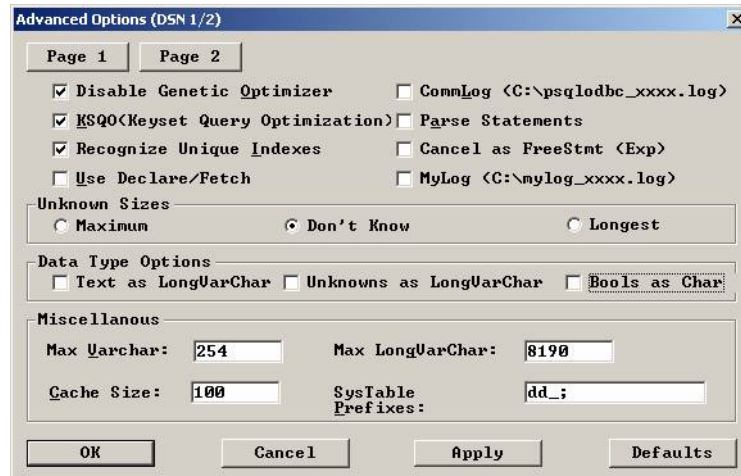 Advanced Options (DSN 1/2)
Page 1 Page 2
Disable Genetic Optimizer CommLog (C:\psqlodbc_xxxx.log)
KSQO(Keyset Query Optimization) Parse Statements
Recognize Unique Indexes Cancel as FreeStmt (Exp)
Use Declare/Fetch MyLog (C:\mylog_xxxx.log)
Unknown Sizes
Maximum Don't Know Longest
Data Type Options
Text as LongVarChar Unknowns as LongVarChar Bools as Char
Miscellanous
Max Varchar: 254 Max LongVarChar: 8190
Cache Size: 100 SysTable Prefixes: dd_;
OK Cancel Apply Defaults